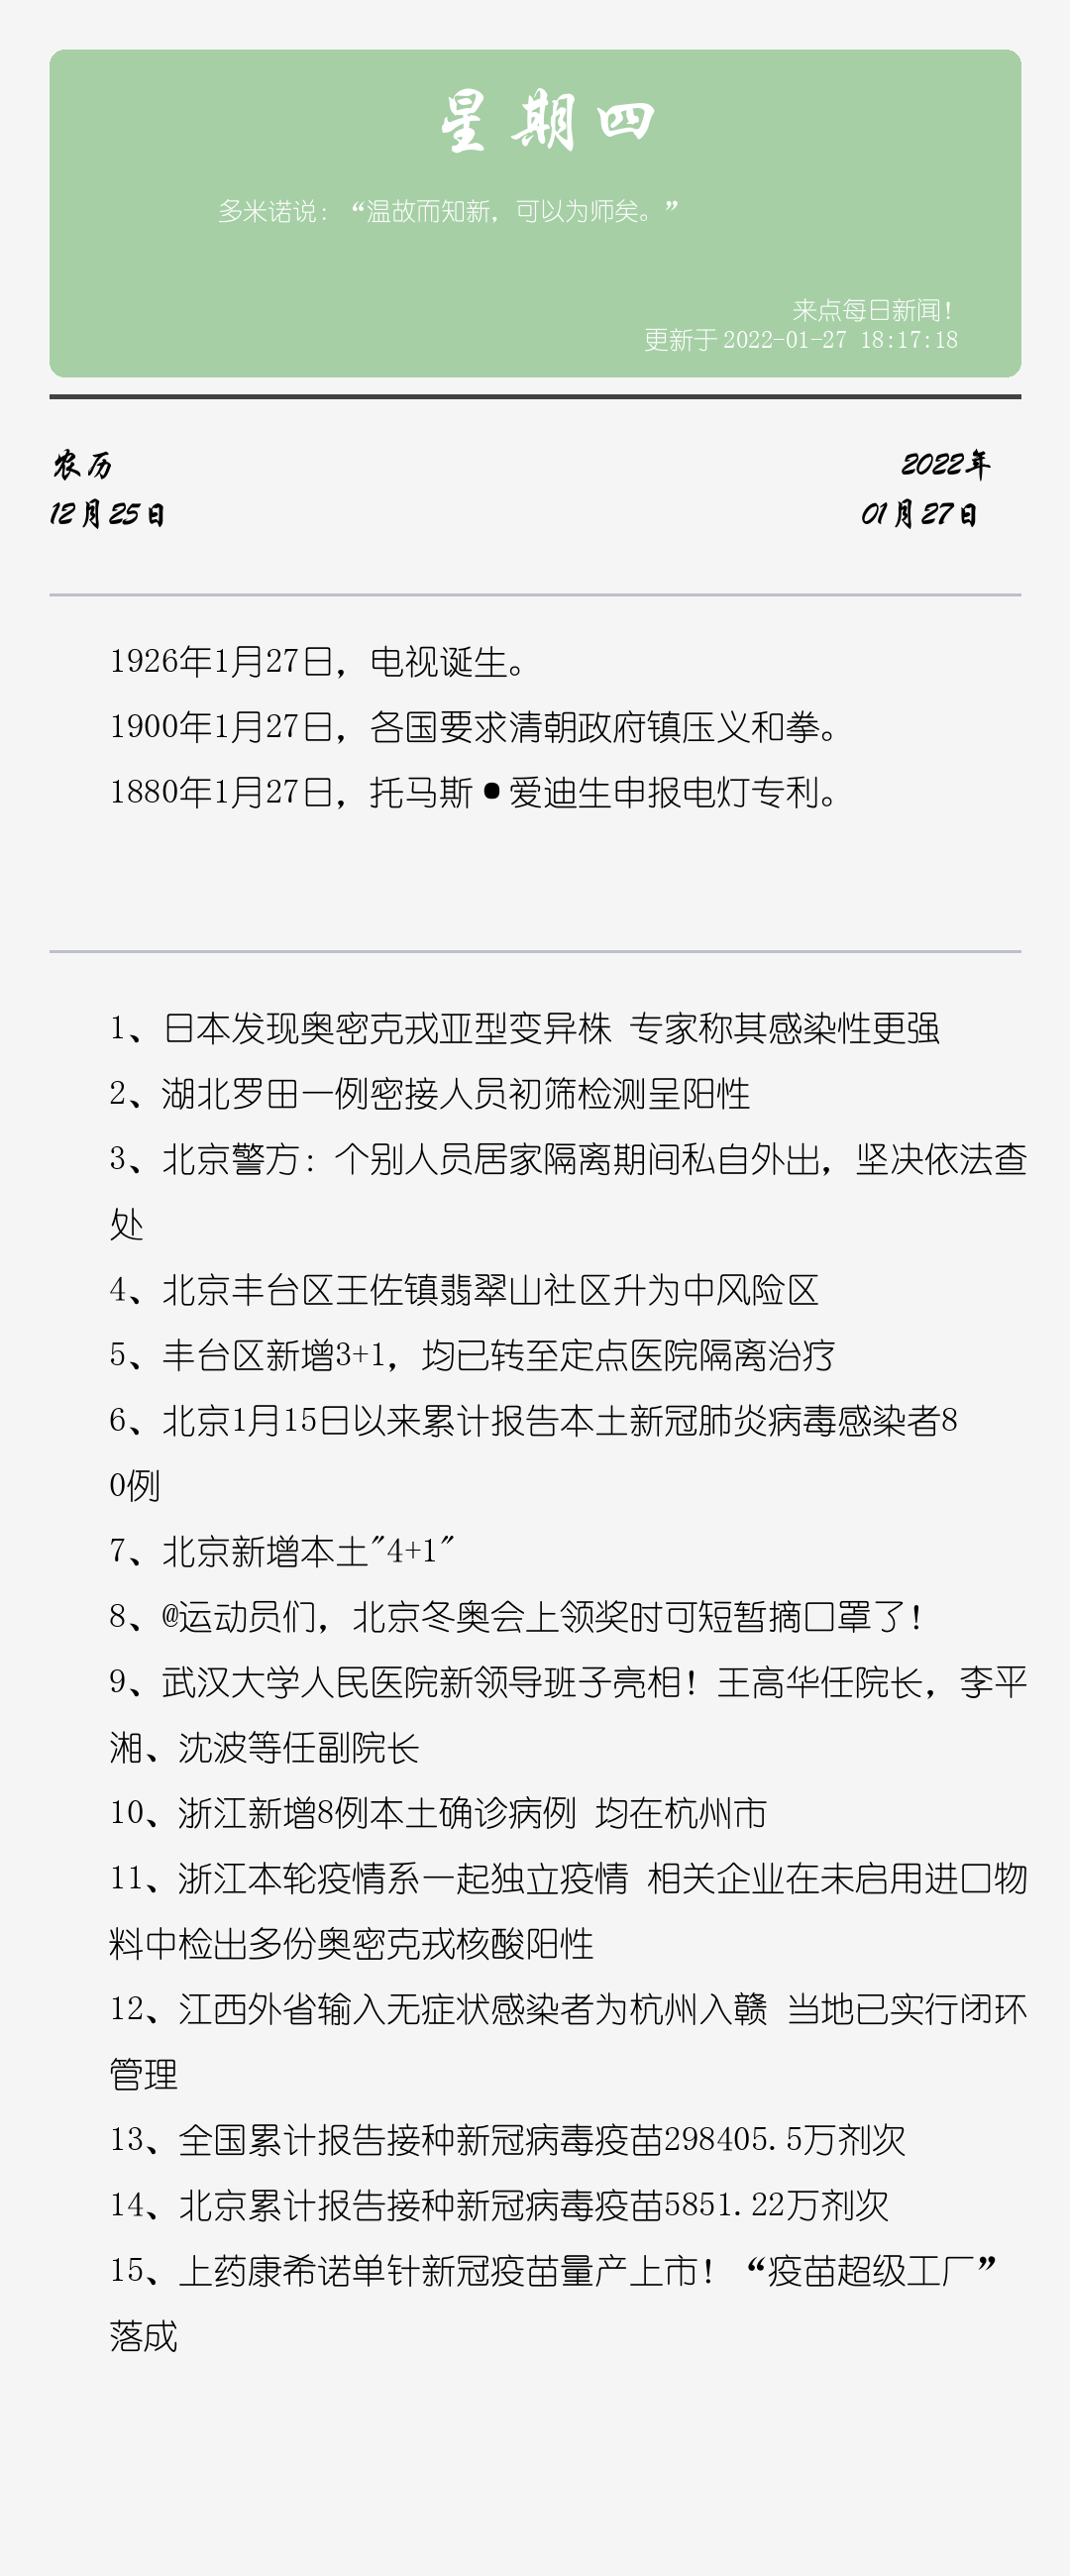 星期四
多米诺说：“温故而知新，可以为师矣。”
来点每日新闻！
更新于2022-01-27 18:17:18
农历
12月25日
2022年
01月27日
1926年1月27日，电视诞生。
1900年1月27日，各国要求清朝政府镇压义和拳。
1880年1月27日，托马斯•爱迪生申报电灯专利。
1、日本发现奥密克戎亚型变异株 专家称其感染性更强
2、湖北罗田一例密接人员初筛检测呈阳性
3、北京警方：个别人员居家隔离期间私自外出，坚决依法查
处
4、北京丰台区王佐镇翡翠山社区升为中风险区
5、丰台区新增3+1，均已转至定点医院隔离治疗
6、北京1月15日以来累计报告本土新冠肺炎病毒感染者8
0例
7、北京新增本土"4+1"
8、@运动员们，北京冬奥会上领奖时可短暂摘口罩了！
9、武汉大学人民医院新领导班子亮相！王高华任院长，李平
湘、沈波等任副院长
10、浙江新增8例本土确诊病例 均在杭州市
11、浙江本轮疫情系一起独立疫情 相关企业在未启用进口物
料中检出多份奥密克戎核酸阳性
12、江西外省输入无症状感染者为杭州入赣 当地已实行闭环
管理
13、全国累计报告接种新冠病毒疫苗298405.5万剂次
14、北京累计报告接种新冠病毒疫苗5851.22万剂次
15、上药康希诺单针新冠疫苗量产上市！“疫苗超级工厂”
落成